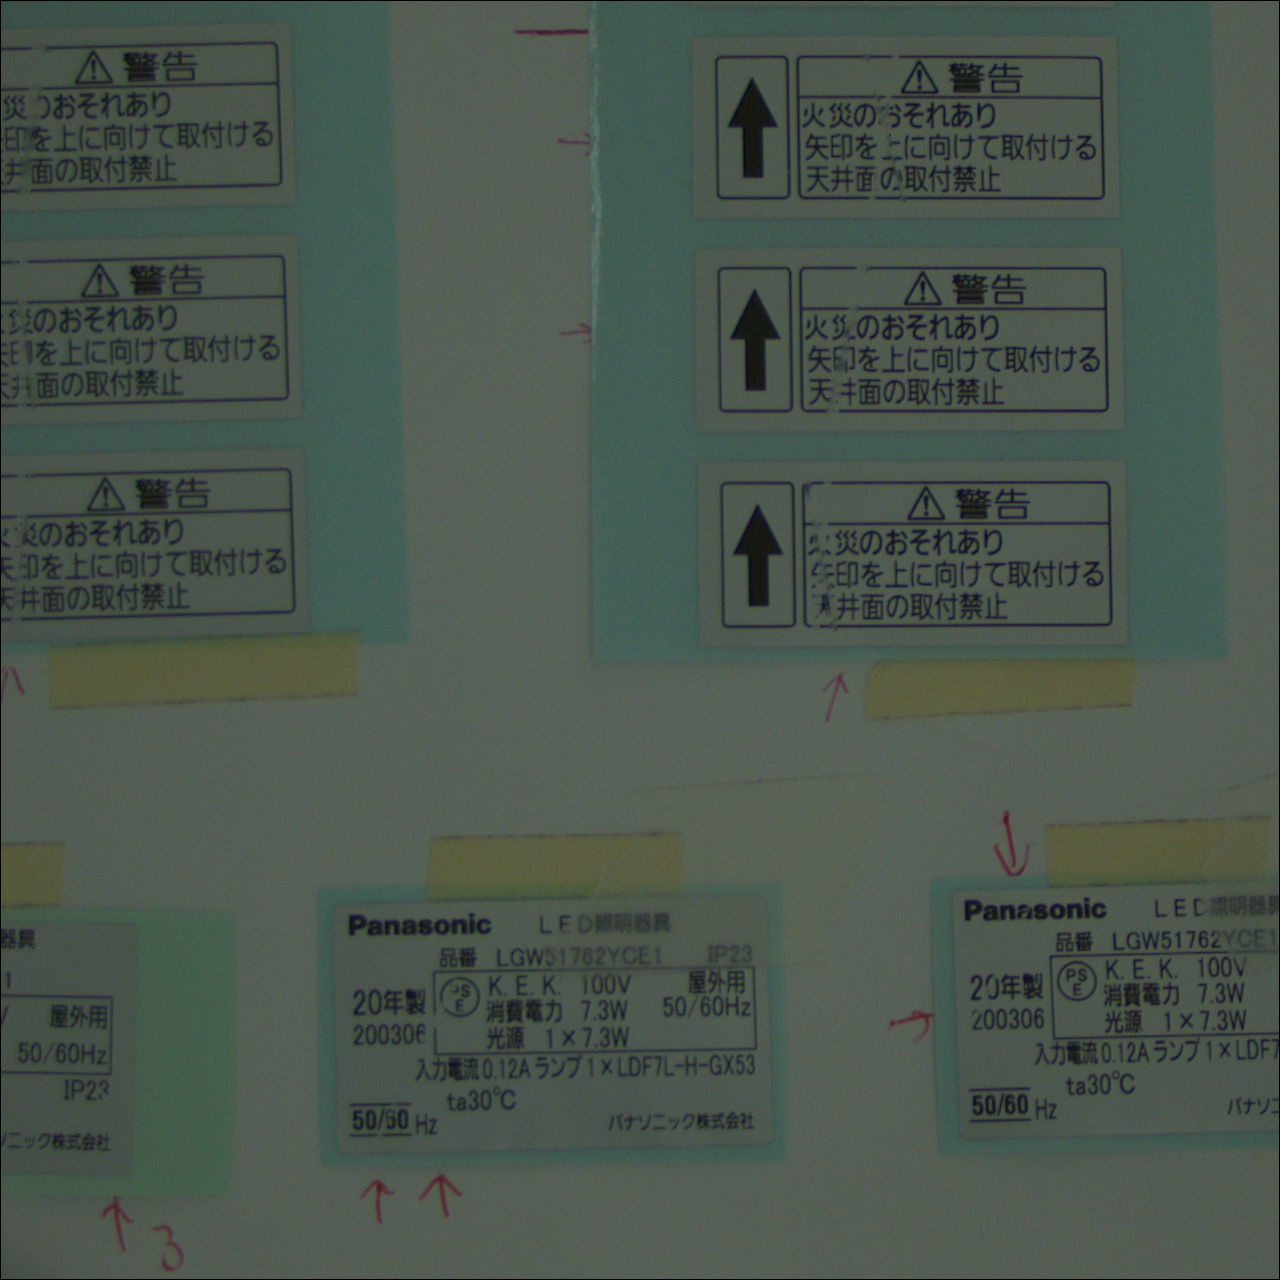 警告
災のおそれあり
矢印を上に向けて取付ける
天井面の取付禁止
警告
火災のおそれあり
矢印を上に向けて取付ける
天井面の取付禁止
警告
火災のおそれあり
矢印を上に向けて取付ける
天井面の取付禁止
警告
火災のおそれあり
矢印を上に向けて取付ける
天井面の取付禁止
警告
火災のおそれあり
矢印を上に向けて取付ける
天井面の取付禁止
警告
火災のおそれあり
矢印を上に向けて取付ける
天井面の取付禁止
器具
1
V 屋外用
50/60Hz
IP23
ソニック株式会社
3
Panasonic LED照明器具
品番 LGW51762YCE1 IP23
20年製 PSE K.E.K. 100V 屋外用
200306 消費電力 7.3W 50/60Hz
光源 1×7.3W
入力電流0.12A ランプ1×LDF7L-H-GX53
ta30℃
50/60 Hz パナソニック株式会社
Panasonic LED照明器具
品番 LGW51762YCE1
20年製 PSE K.E.K. 100V
200306 消費電力 7.3W
光源 1×7.3W
入力電流0.12A ランプ1×LDF7
ta30℃
50/60 Hz パナソ